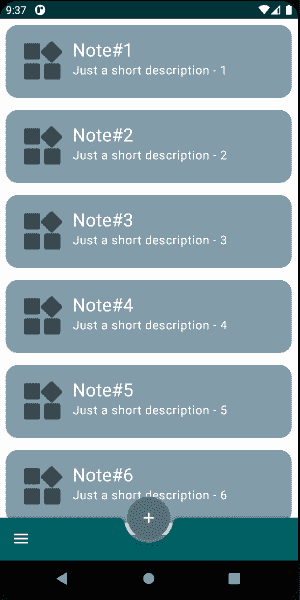 9:37
Note#1
Just a short description - 1
Note#2
Just a short description - 2
Note#3
Just a short description - 3
Note#4
Just a short description - 4
Note#5
Just a short description - 5
Note#6
Just a short description - 6
+